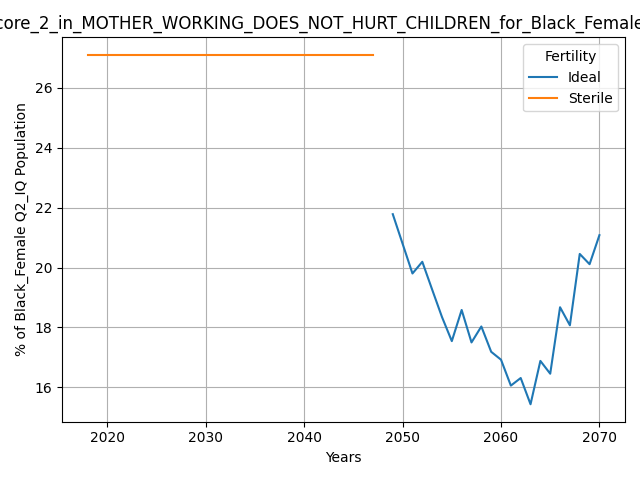 core_2_in_MOTHER_WORKING_DOES_NOT_HURT_CHILDREN_for_Black_Female
Fertility
Ideal
Sterile
26
24
22
20
18
16
% of Black_Female Q2_IQ Population
2020
2030
2040
2050
2060
2070
Years